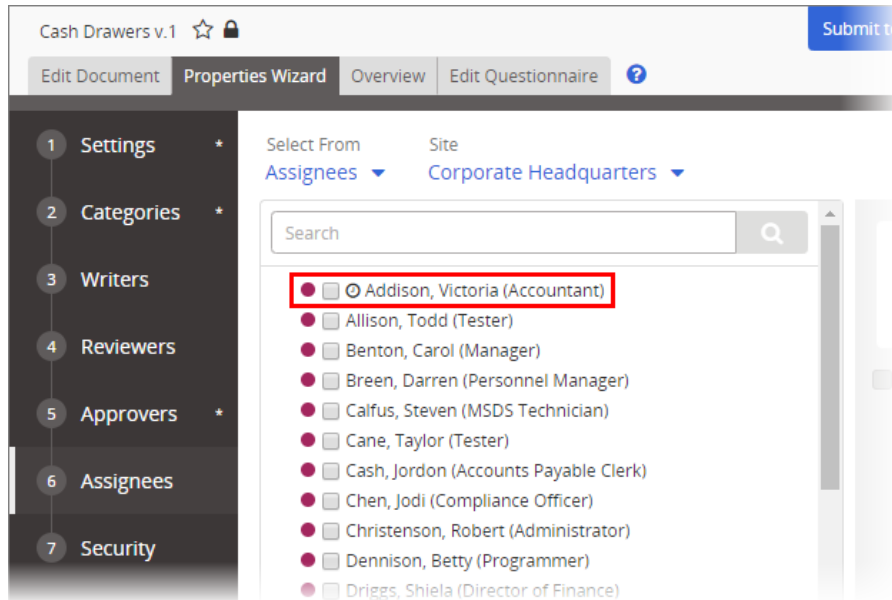 Cash Drawers v.1
Submit t
Edit Document Properties Wizard Overview Edit Questionnaire ?
1 Settings *
2 Categories *
3 Writers
4 Reviewers
5 Approvers *
6 Assignees
7 Security
Select From Site
Assignees Corporate Headquarters
Search
Addison, Victoria (Accountant)
Allison, Todd (Tester)
Benton, Carol (Manager)
Breen, Darren (Personnel Manager)
Calfus, Steven (MSDS Technician)
Cane, Taylor (Tester)
Cash, Jordon (Accounts Payable Clerk)
Chen, Jodi (Compliance Officer)
Christenson, Robert (Administrator)
Dennison, Betty (Programmer)
Driggs, Shiela (Director of Finance)